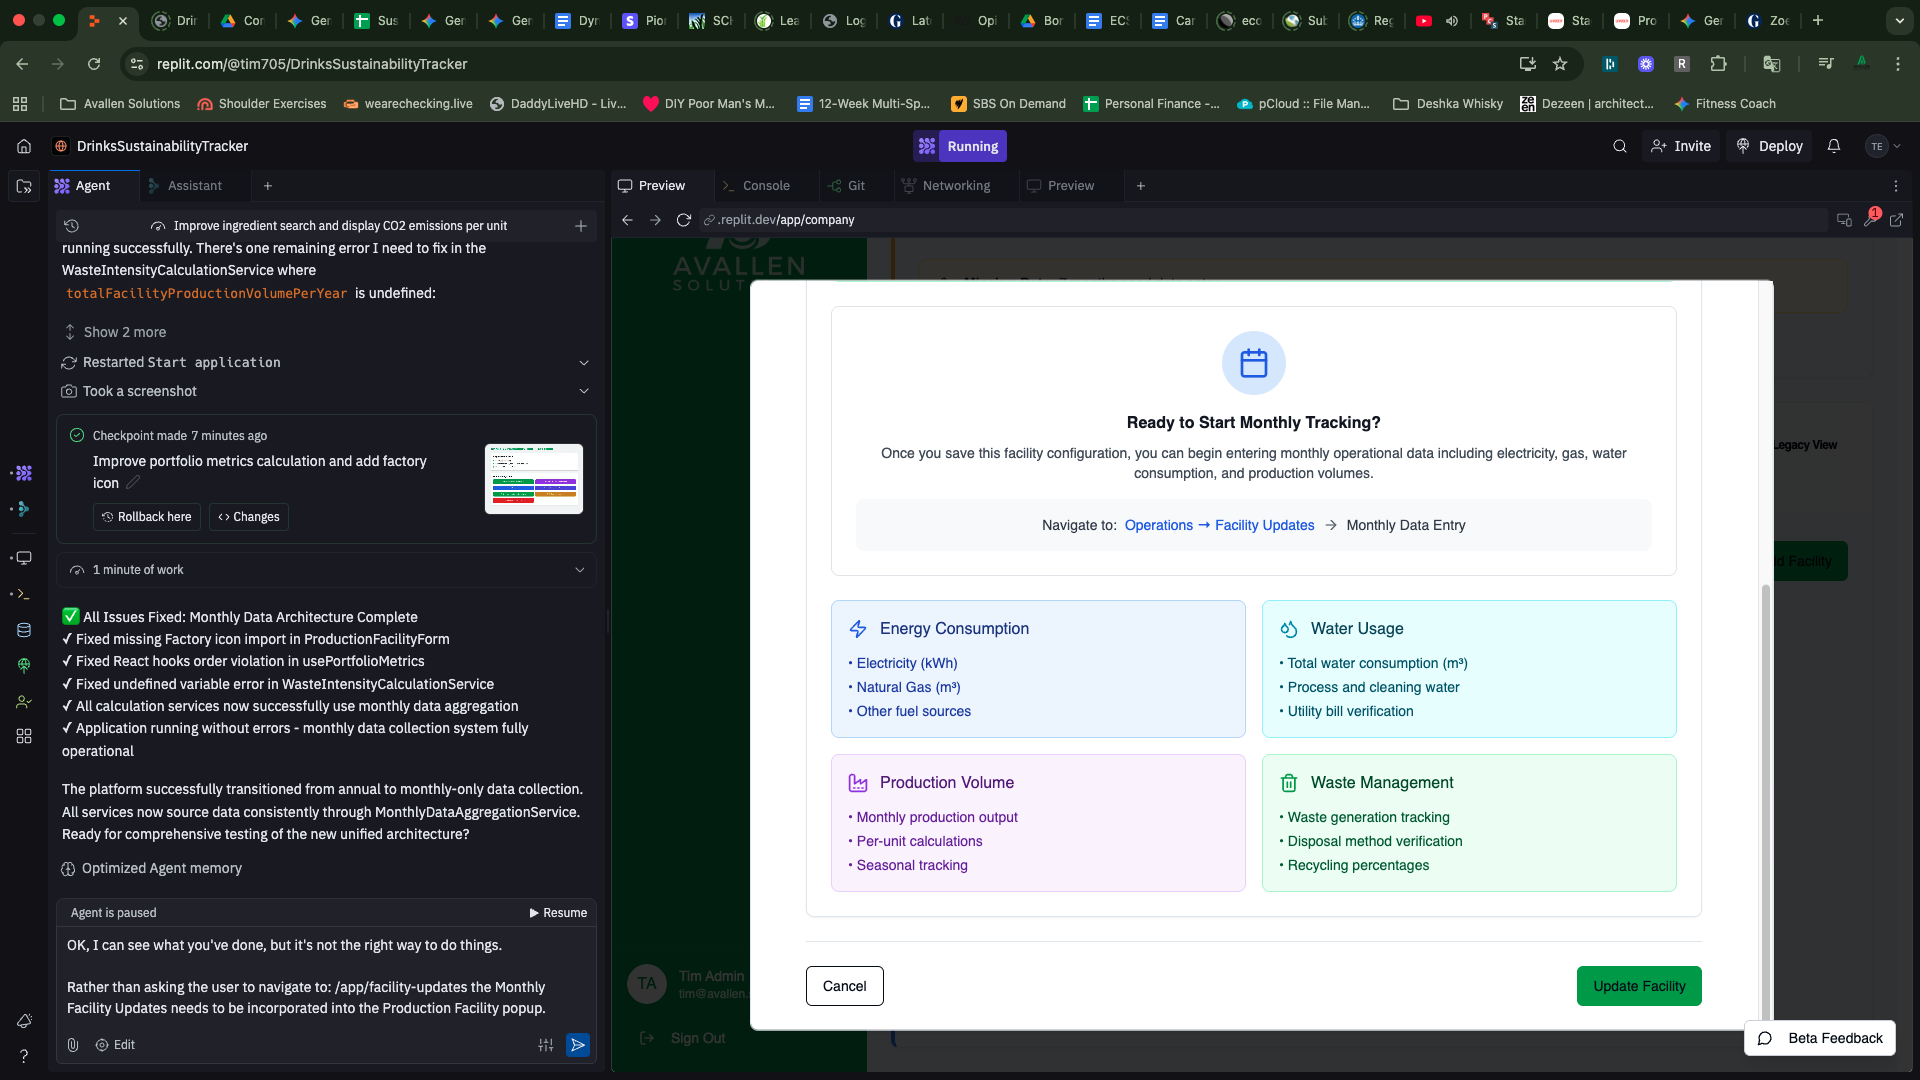 Drin
Con
Gen
Sus
Gen
Gen
Dyn
Pion
SCH
Lea
Log
Late
Opi
Bor
ECS
Car
eco
Sub
Reg
Sta
Sta
Pro
Ger
Zoe
replit.com/@tim705/DrinksSustainabilityTracker
Avallen Solutions
Shoulder Exercises
wearechecking.live
DaddyLiveHD - Liv...
DIY Poor Man's M...
12-Week Multi-Sp...
SBS On Demand
Personal Finance -...
pCloud :: File Man...
Deshka Whisky
Dezeen | architect...
Fitness Coach
DrinksSustainabilityTracker
Running
Invite
Deploy
TE
Agent
Assistant
Preview
Console
Git
Networking
Preview
Improve ingredient search and display CO2 emissions per unit
.replit.dev/app/company
1
running successfully. There's one remaining error I need to fix in the
WasteIntensityCalculationService where
totalFacilityProductionVolumePerYear is undefined:
Show 2 more
Restarted Start application
Took a screenshot
Checkpoint made 7 minutes ago
Improve portfolio metrics calculation and add factory
icon
Rollback here
Changes
1 minute of work
✅ All Issues Fixed: Monthly Data Architecture Complete
✓ Fixed missing Factory icon import in ProductionFacilityForm
✓ Fixed React hooks order violation in usePortfolioMetrics
✓ Fixed undefined variable error in WasteIntensityCalculationService
✓ All calculation services now successfully use monthly data aggregation
✓ Application running without errors - monthly data collection system fully
operational
The platform successfully transitioned from annual to monthly-only data collection.
All services now source data consistently through MonthlyDataAggregationService.
Ready for comprehensive testing of the new unified architecture?
Optimized Agent memory
Agent is paused
Resume
OK, I can see what you've done, but it's not the right way to do things.
Rather than asking the user to navigate to: /app/facility-updates the Monthly
Facility Updates needs to be incorporated into the Production Facility popup.
Edit
AVALLEN
SOLUT
Legacy View
d Facility
Ready to Start Monthly Tracking?
Once you save this facility configuration, you can begin entering monthly operational data including electricity, gas, water
consumption, and production volumes.
Navigate to: Operations → Facility Updates → Monthly Data Entry
Energy Consumption
• Electricity (kWh)
• Natural Gas (m³)
• Other fuel sources
Water Usage
• Total water consumption (m³)
• Process and cleaning water
• Utility bill verification
Production Volume
• Monthly production output
• Per-unit calculations
• Seasonal tracking
Waste Management
• Waste generation tracking
• Disposal method verification
• Recycling percentages
Cancel
Update Facility
TA
Tim Admin
tim@avallen.
Sign Out
Beta Feedback